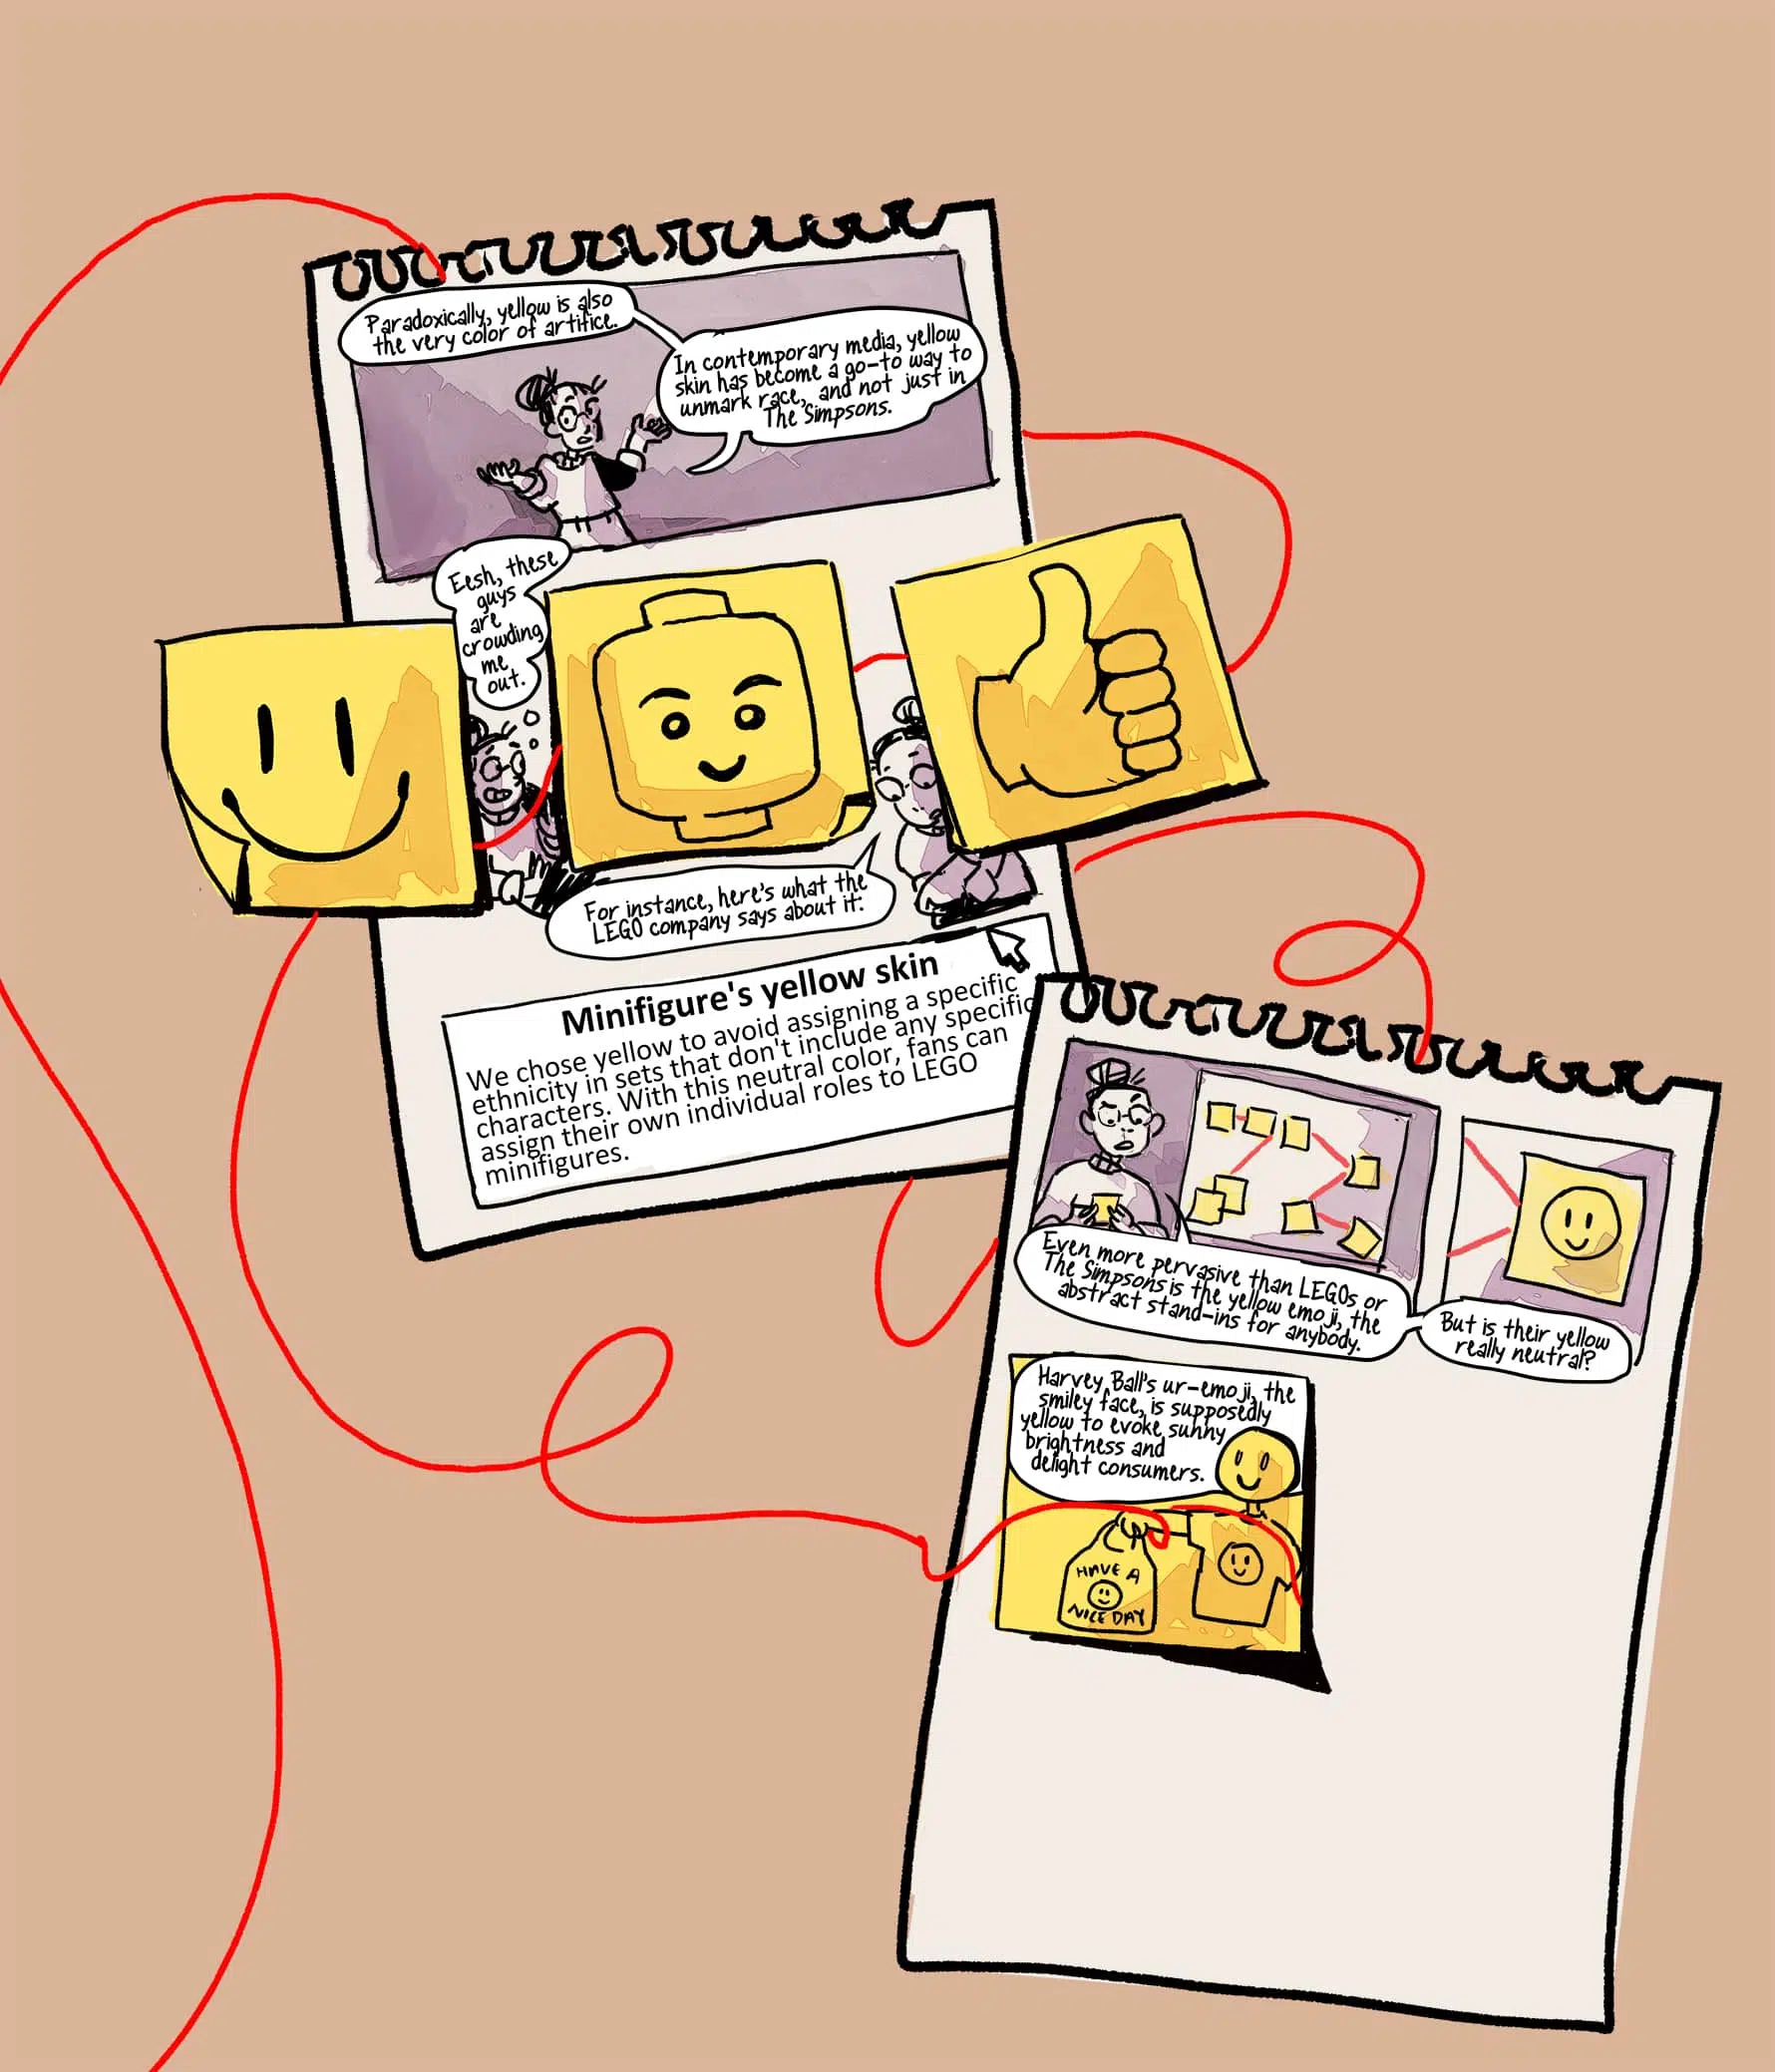 Paradoxically, yellow is also
the very color of artifice.
In contemporary media, yellow
skin has become a go-to way to
unmark race, and not just in
The Simpsons.
Eesh, these
guys
are
crowding
me
out.
For instance, here's what the
LEGO company says about it:
Minifigure's yellow skin
We chose yellow to avoid assigning a specific
ethnicity in sets that don't include any specific
characters. With this neutral color, fans can
assign their own individual roles to LEGO
minifigures.
Even more pervasive than LEGOs or
The Simpsons is the yellow emoji, the
abstract stand-ins for anybody.
But is their yellow
really neutral?
Harvey Ball's ur-emoji, the
smiley face, is supposedly
yellow to evoke sunny
brightness and
delight consumers.
HAVE A
NICE DAY